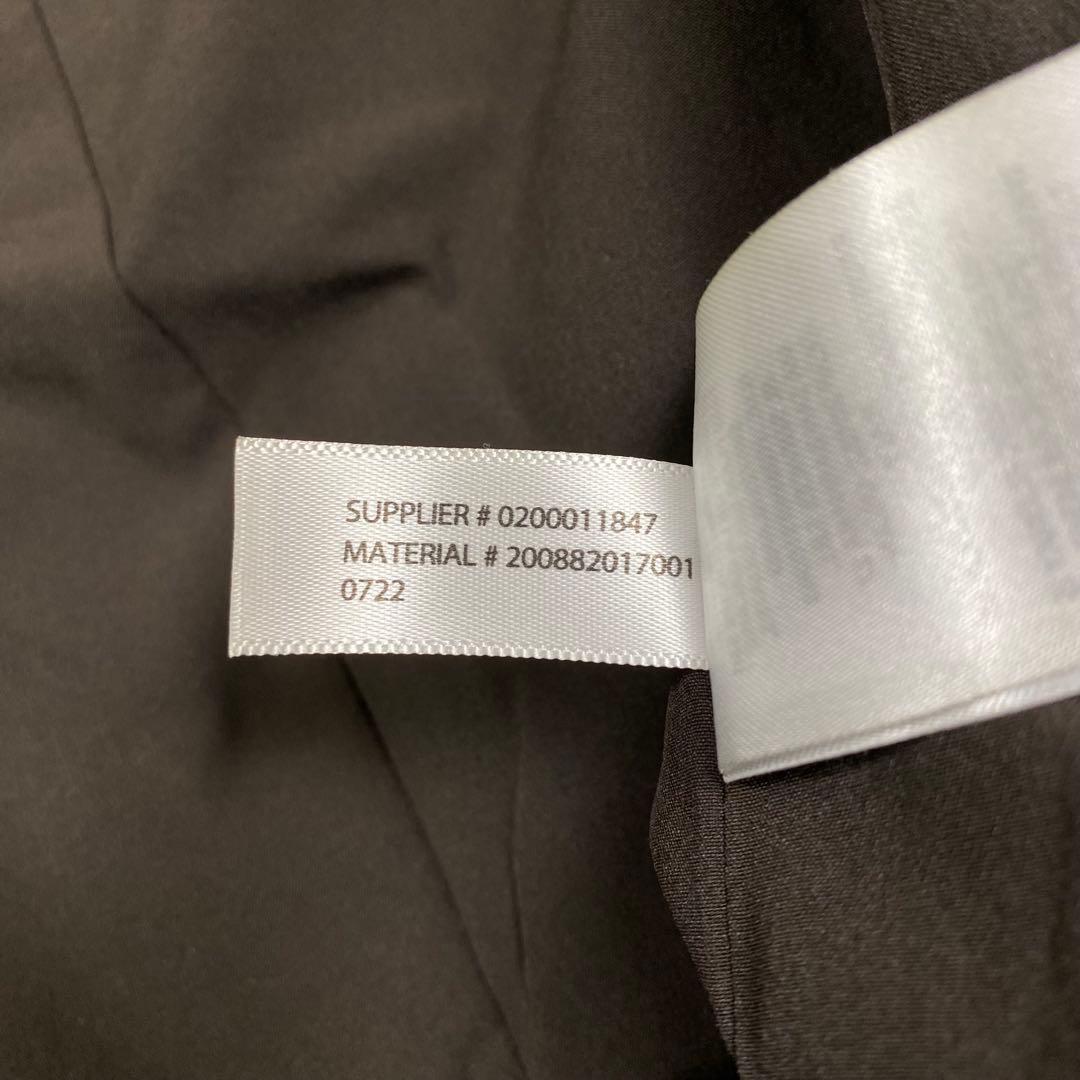 SUPPLIER # 0200011847
MATERIAL # 200882017001
0722